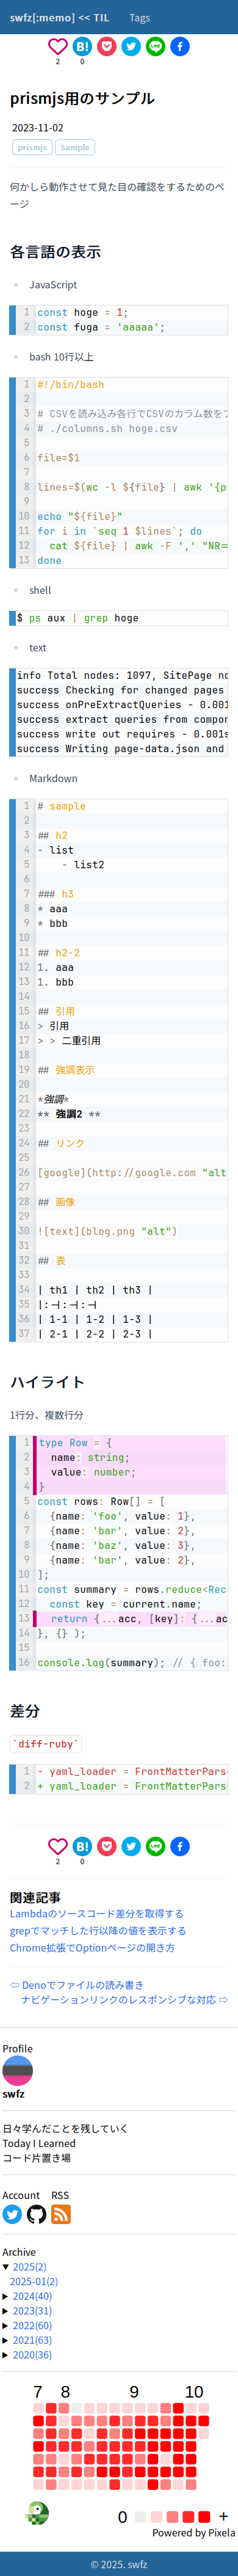 swfz[:memo] << TIL Tags
2 0
prismjs用のサンプル
2023-11-02
prismjs Sample
何かしら動作させて見た目の確認をするためのペ
ージ
各言語の表示
JavaScript
1 const hoge = 1;
2 const fuga = 'aaaaa';
bash 10行以上
1 #!/bin/bash
2
3 # CSVを読み込み各行でCSVのカラム数を
4 # ./columns.sh hoge.csv
5
6 file=$1
7
8 lines=$(wc -l ${file} | awk '{p
9
10 echo "${file}"
11 for i in `seq 1 $lines`; do
12 cat ${file} | awk -F ',' "NR=
13 done
shell
$ ps aux | grep hoge
text
info Total nodes: 1097, SitePage no
success Checking for changed pages
success onPreExtractQueries - 0.001
success extract queries from compon
success write out requires - 0.001s
success Writing page-data.json and
Markdown
1 # sample
2
3 ## h2
4 - list
5 - list2
6
7 ### h3
8 * aaa
9 * bbb
10
11 ## h2-2
12 1. aaa
13 1. bbb
14
15 ## 引用
16 > 引用
17 > > 二重引用
18
19 ## 強調表示
20
21 *強調*
22 ** 強調2 **
23
24 ## リンク
25
26 [google](http://google.com "alt
27
28 ## 画像
29
30 ![text](blog.png "alt")
31
32 ## 表
33
34 | th1 | th2 | th3 |
35 |:-|:-:|-:|
36 | 1-1 | 1-2 | 1-3 |
37 | 2-1 | 2-2 | 2-3 |
ハイライト
1行分、複数行分
1 type Row = {
2 name: string;
3 value: number;
4 }
5 const rows: Row[] = [
6 {name: 'foo', value: 1},
7 {name: 'bar', value: 2},
8 {name: 'baz', value: 3},
9 {name: 'bar', value: 2},
10 ];
11 const summary = rows.reduce<Rec
12 const key = current.name;
13 return {...acc, [key]: {...ac
14 }, {} );
15
16 console.log(summary); // { foo:
差分
`diff-ruby`
1 - yaml_loader = FrontMatterPars
2 + yaml_loader = FrontMatterPars
2 0
関連記事
Lambdaのソースコード差分を取得する
grepでマッチした行以降の値を表示する
Chrome拡張でOptionページの開き方
⇦ Denoでファイルの読み書き
ナビゲーションリンクのレスポンシブな対応 ⇨
Profile
swfz
日々学んだことを残していく
Today I Learned
コード片置き場
Account RSS
Archive
▼ 2025(2)
2025-01(2)
▶ 2024(40)
▶ 2023(31)
▶ 2022(60)
▶ 2021(63)
▶ 2020(36)
7 8 9 10
0 +
Powered by Pixela
© 2025. swfz